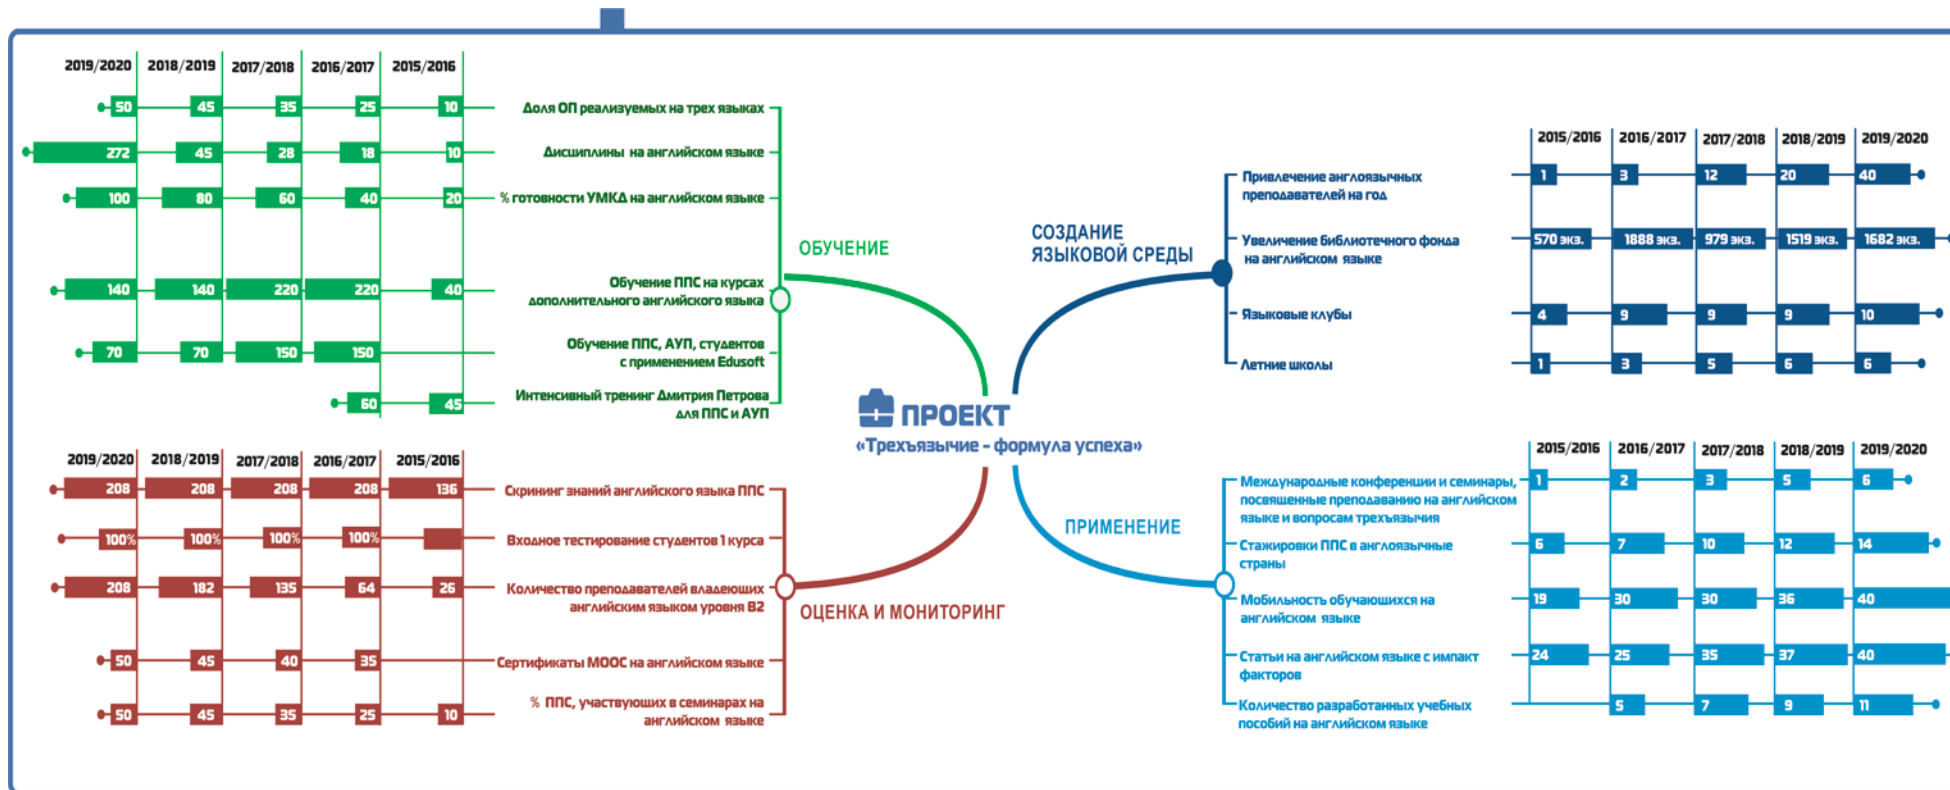 2019/2020 2018/2019 2017/2018 2016/2017 2015/2016
50 45 35 25 10 Доля ОП реализуемых на трех языках
272 45 28 18 10 Дисциплины на английском языке
100 80 60 40 20 % готовности УМКД на английском языке
ОБУЧЕНИЕ
140 140 220 220 40 Обучение ППС на курсах
дополнительного английского языка
70 70 150 150 Обучение ППС, АУП, студентов
с применением Edusoft
60 45 Интенсивный тренинг Дмитрия Петрова
для ППС и АУП
2015/2016 2016/2017 2017/2018 2018/2019 2019/2020
СОЗДАНИЕ
ЯЗЫКОВОЙ СРЕДЫ
Привлечение англоязычных 1 3 12 20 40
преподавателей на год
Увеличение библиотечного фонда 570 экз. 1888 экз. 979 экз. 1519 экз. 1682 экз.
на английском языке
Языковые клубы 4 9 9 9 10
Летние школы 1 3 5 6 6
ПРОЕКТ
«Трехъязычие - формула успеха»
2019/2020 2018/2019 2017/2018 2016/2017 2015/2016
208 208 208 208 136 Скрининг знаний английского языка ППС
100% 100% 100% 100% Входное тестирование студентов 1 курса
208 182 135 64 26 Количество преподавателей владеющих
английским языком уровня B2
ОЦЕНКА И МОНИТОРИНГ
50 45 40 35 Сертификаты МООС на английском языке
50 45 35 25 10 % ППС, участвующих в семинарах на
английском языке
2015/2016 2016/2017 2017/2018 2018/2019 2019/2020
ПРИМЕНЕНИЕ
Международные конференции и семинары, 1 2 3 5 6
посвященные преподаванию на английском
языке и вопросам трехъязычия
Стажировки ППС в англоязычные 6 7 10 12 14
страны
Мобильность обучающихся на 19 30 30 36 40
английском языке
Статьи на английском языке с импакт 24 25 35 37 40
факторов
Количество разработанных учебных 5 7 9 11
пособий на английском языке